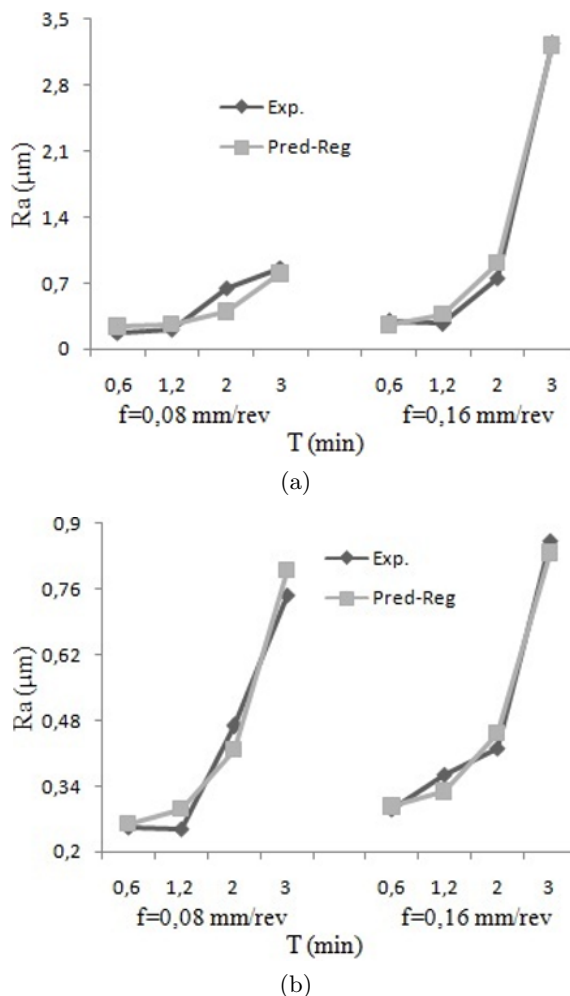 3,5
2,8
2,1
1,4
0,7
0
Ra (μm)
Exp.
Pred-Reg
0,6 1,2 2 3 0,6 1,2 2 3
f=0,08 mm/rev f=0,16 mm/rev
T (min)
(a)
0,9
0,76
0,62
0,48
0,34
0,2
Ra (μm)
Exp.
Pred-Reg
0,6 1,2 2 3 0,6 1,2 2 3
f=0,08 mm/rev f=0,16 mm/rev
T (min)
(b)